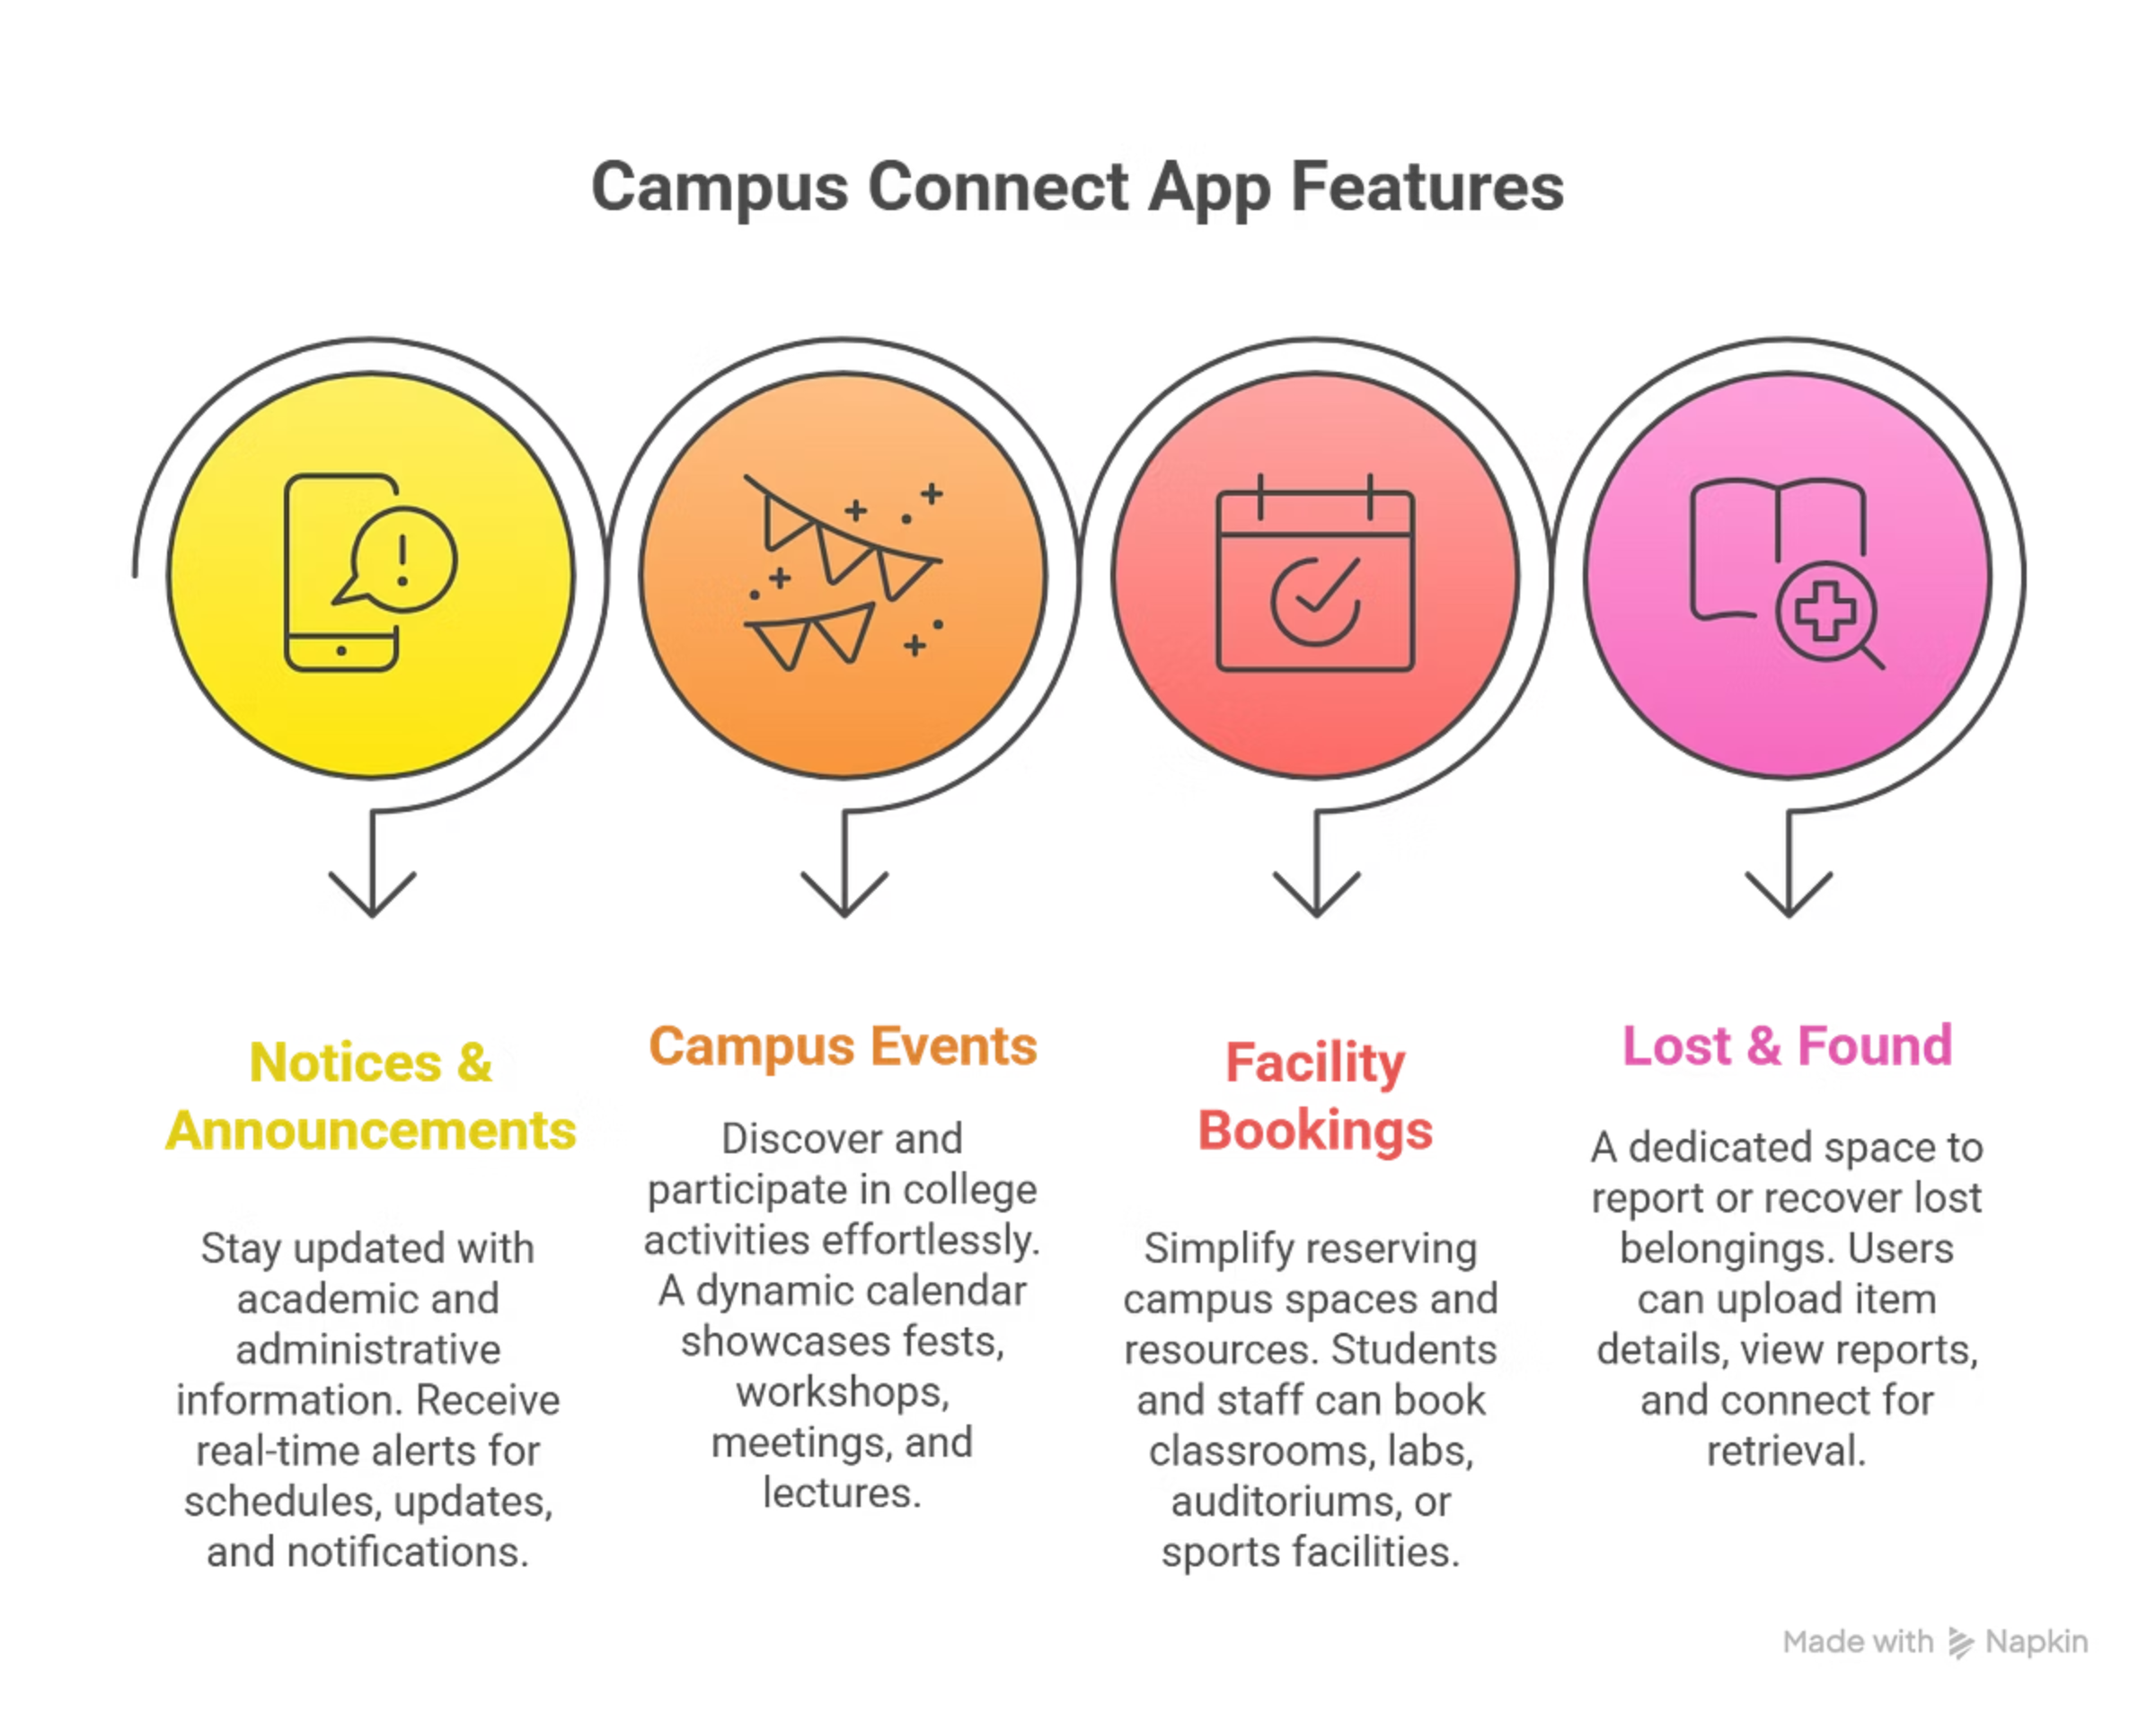 Campus Connect App Features
Notices &
Announcements
Stay updated with
academic and
administrative
information. Receive
real-time alerts for
schedules, updates,
and notifications.
Campus Events
Discover and
participate in college
activities effortlessly.
A dynamic calendar
showcases fests,
workshops,
meetings, and
lectures.
Facility
Bookings
Simplify reserving
campus spaces and
resources. Students
and staff can book
classrooms, labs,
auditoriums, or
sports facilities.
Lost & Found
A dedicated space to
report or recover lost
belongings. Users
can upload item
details, view reports,
and connect for
retrieval.
Made with Napkin